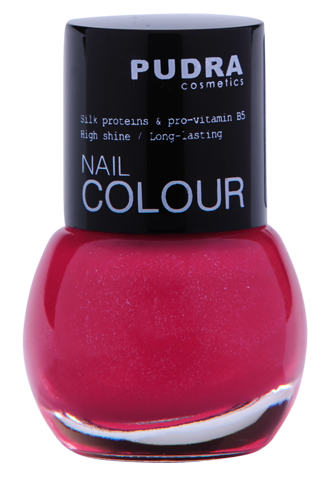 PUDRA
cosmetics
Silk proteins & pro-vitamin B5
High shine / Long-lasting
NAIL
COLOUR